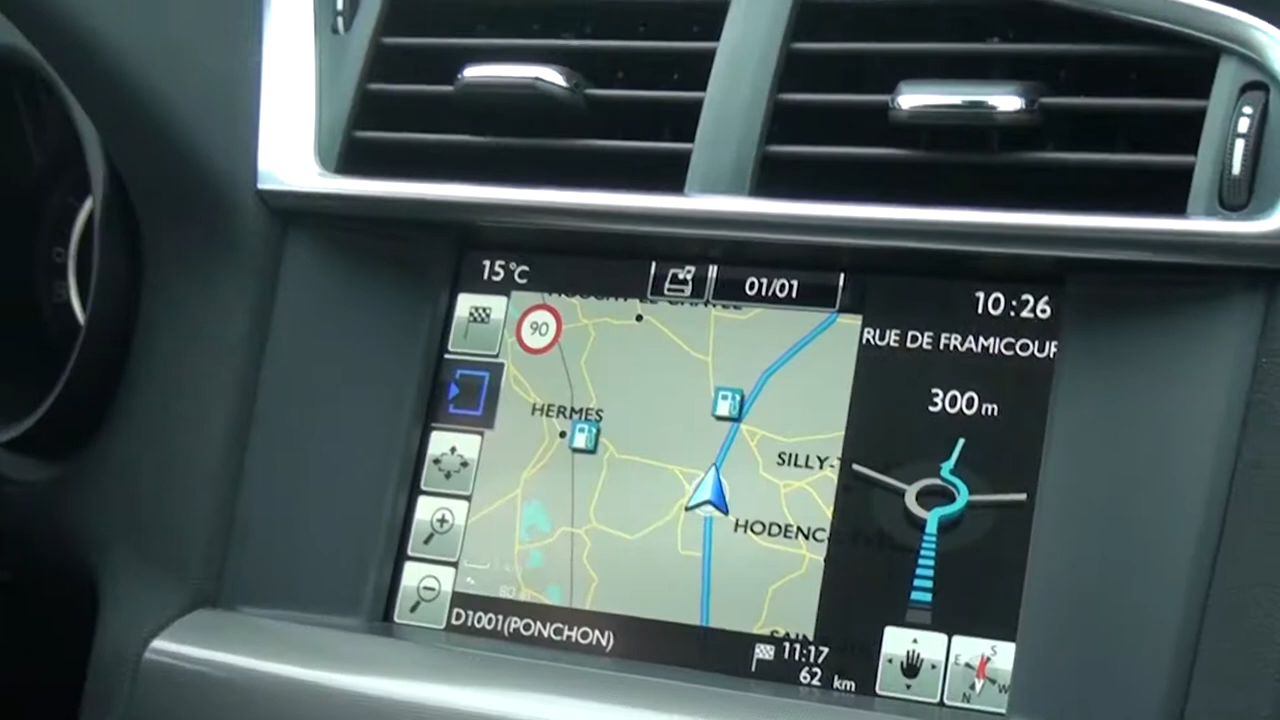 15°C
01/01
10:26
90
RUE DE FRAMICOUR
300m
HERMES
SILLY-
HODENC-
D1001(PONCHON)
11:17
62 km
E S
N W